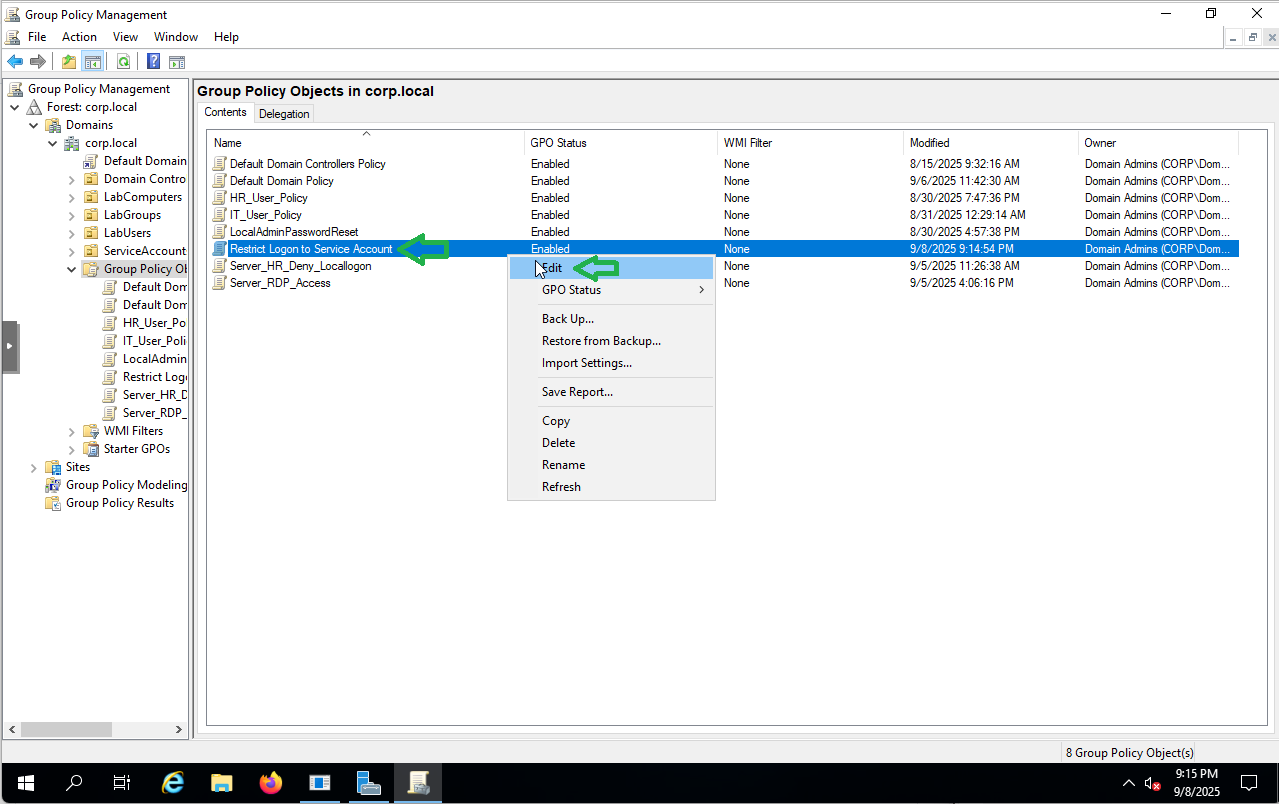 Group Policy Management
File Action View Window Help
Group Policy Management
Forest: corp.local
Domains
corp.local
Default Domain
Domain Contro
LabComputers
LabGroups
LabUsers
ServiceAccount
Group Policy Ob
Default Dom
Default Dom
HR_User_Po
IT_User_Poli
LocalAdmin
Restrict Logo
Server_HR_D
Server_RDP_
WMI Filters
Starter GPOs
Sites
Group Policy Modeling
Group Policy Results
Group Policy Objects in corp.local
Contents Delegation
Name GPO Status WMI Filter Modified Owner
Default Domain Controllers Policy Enabled None 8/15/2025 9:32:16 AM Domain Admins (CORP\Dom...
Default Domain Policy Enabled None 9/6/2025 11:42:30 AM Domain Admins (CORP\Dom...
HR_User_Policy Enabled None 8/30/2025 7:47:36 PM Domain Admins (CORP\Dom...
IT_User_Policy Enabled None 8/31/2025 12:29:14 AM Domain Admins (CORP\Dom...
LocalAdminPasswordReset Enabled None 8/30/2025 4:57:38 PM Domain Admins (CORP\Dom...
Restrict Logon to Service Account Enabled None 9/8/2025 9:14:54 PM Domain Admins (CORP\Dom...
Server_HR_Deny_Locallogon None 9/5/2025 11:26:38 AM Domain Admins (CORP\Dom...
Server_RDP_Access None 9/5/2025 4:06:16 PM Domain Admins (CORP\Dom...
Edit
GPO Status
Back Up...
Restore from Backup...
Import Settings...
Save Report...
Copy
Delete
Rename
Refresh
8 Group Policy Object(s)
9:15 PM
9/8/2025